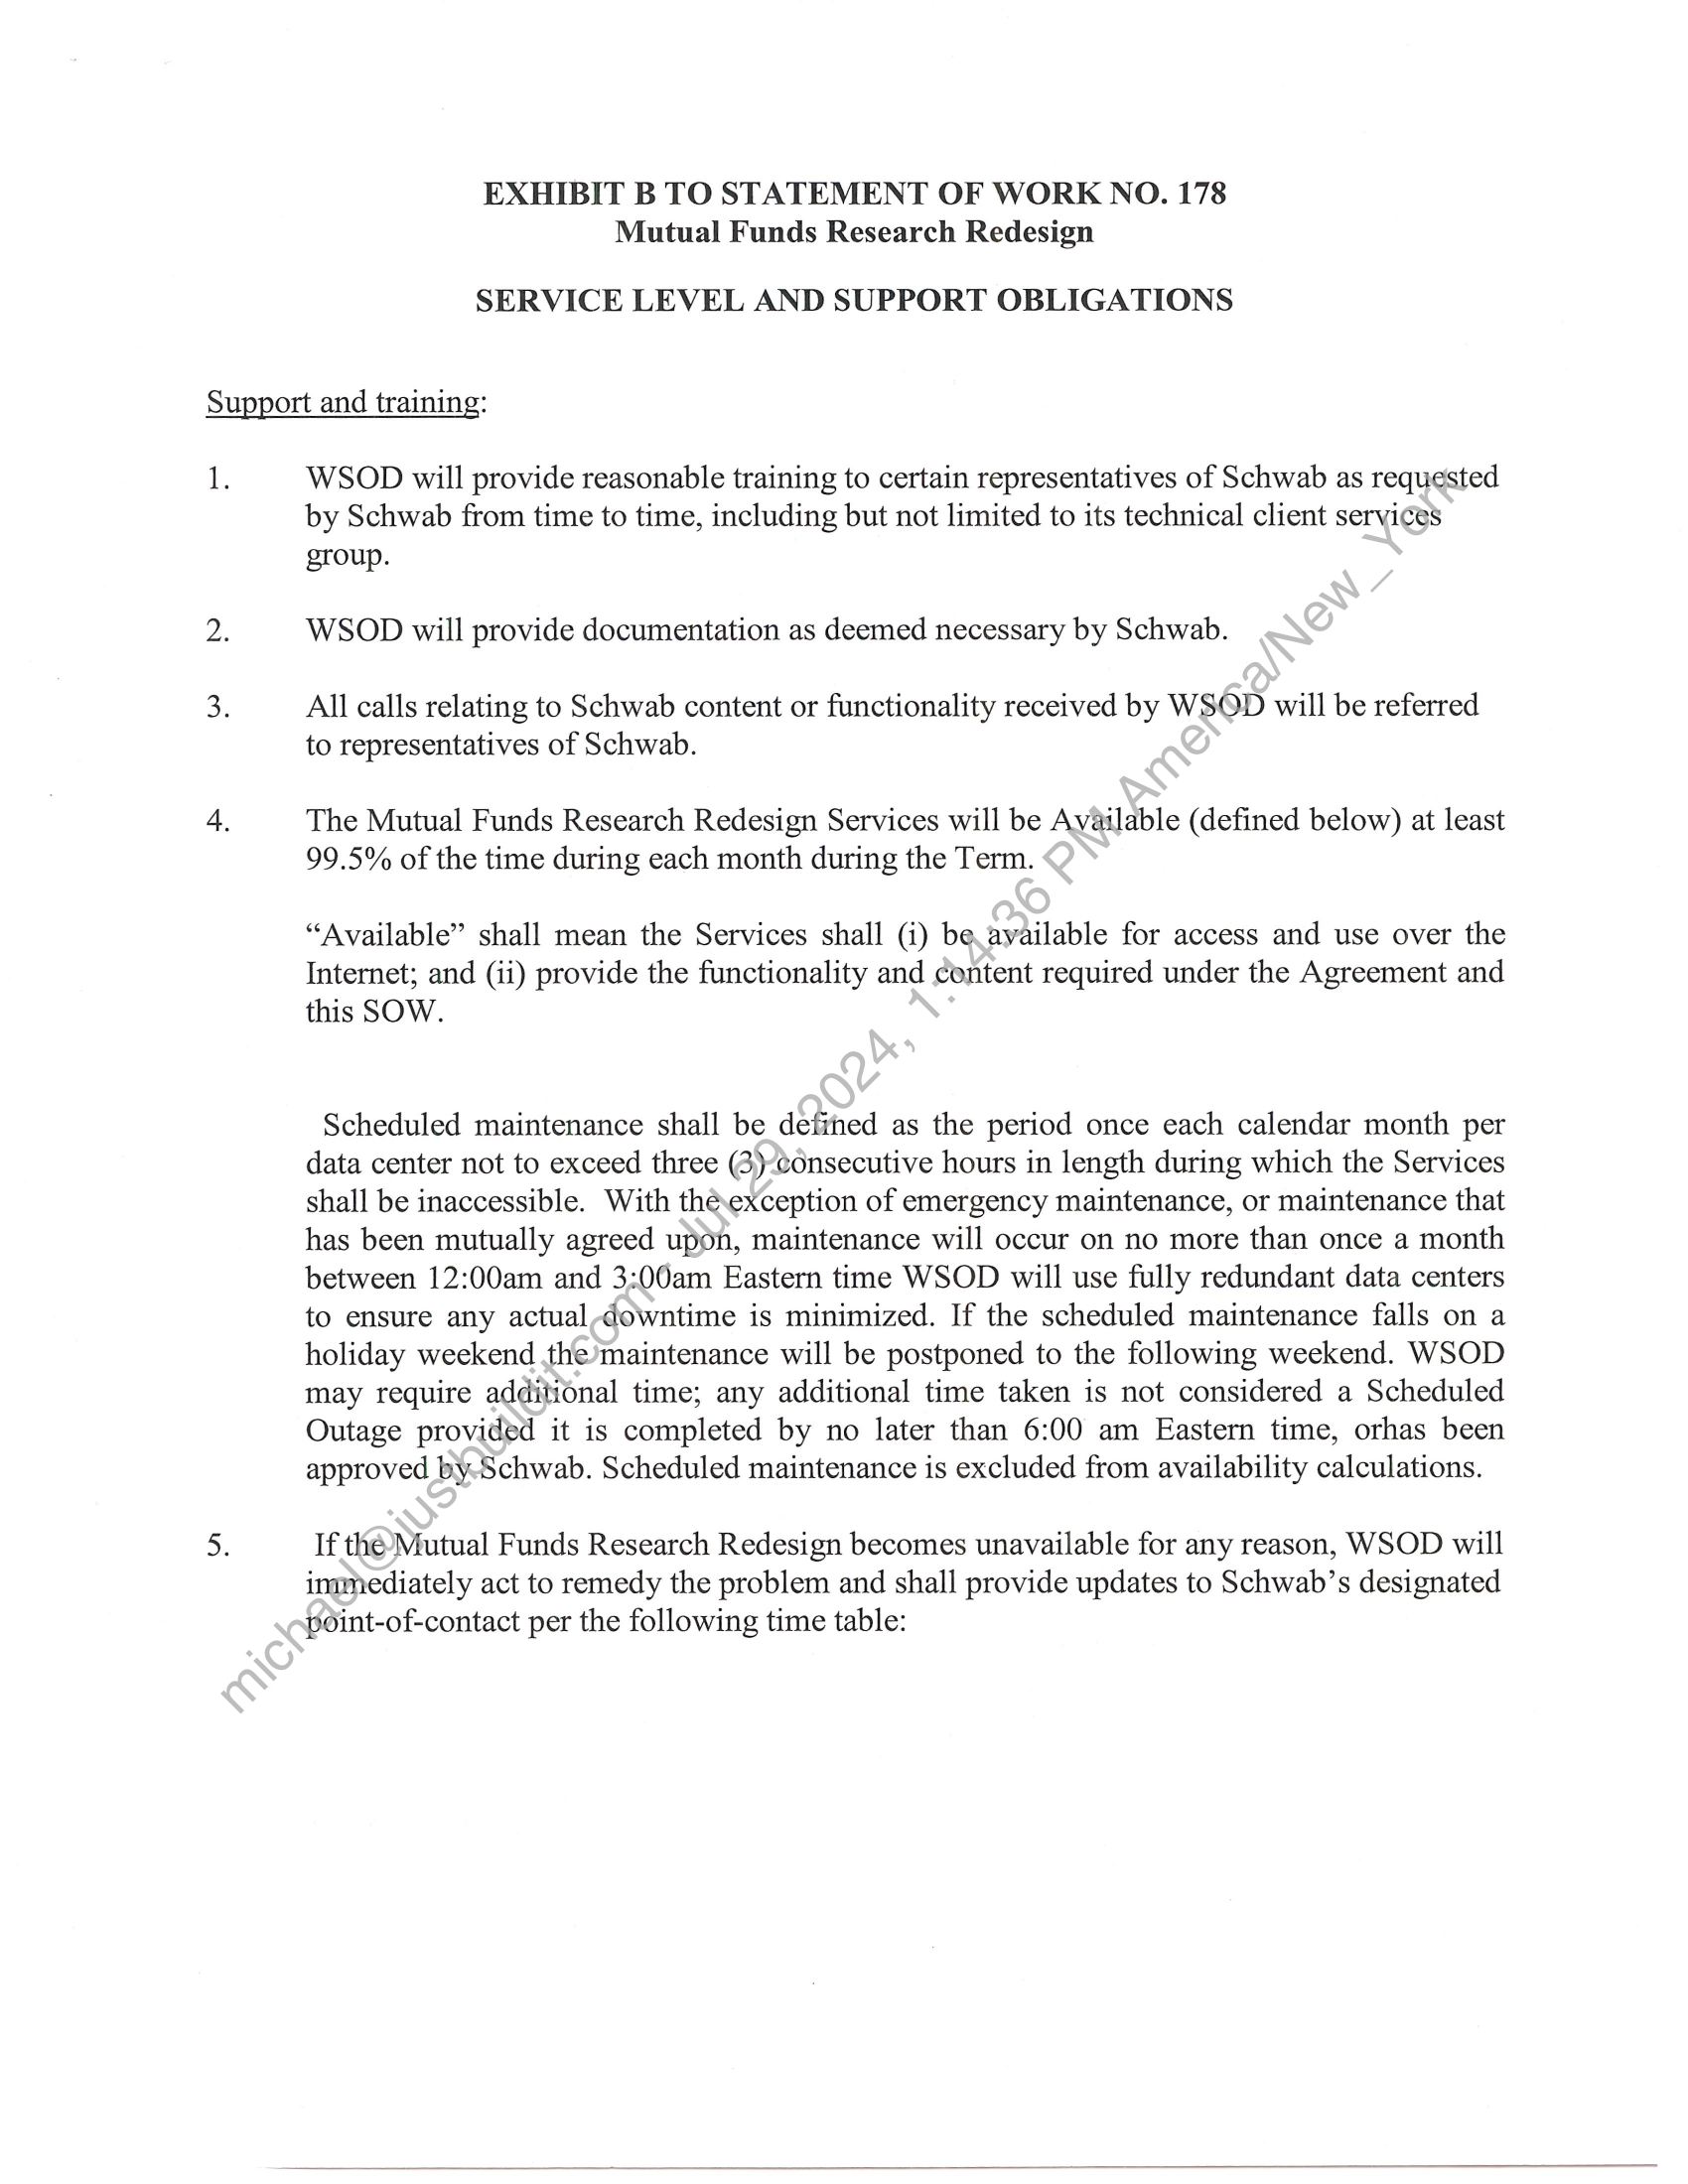 EXHIBIT B TO STATEMENT OF WORK NO. 178
Mutual Funds Research Redesign
SERVICE LEVEL AND SUPPORT OBLIGATIONS
Support and training:
1. WSOD will provide reasonable training to certain representatives of Schwab as requested
by Schwab from time to time, including but not limited to its technical client services
group.
2. WSOD will provide documentation as deemed necessary by Schwab.
3. All calls relating to Schwab content or functionality received by WSOD will be referred
to representatives of Schwab.
4. The Mutual Funds Research Redesign Services will be Available (defined below) at least
99.5% of the time during each month during the Term.
“Available” shall mean the Services shall (i) be available for access and use over the
Internet; and (ii) provide the functionality and content required under the Agreement and
this SOW.
Scheduled maintenance shall be defined as the period once each calendar month per
data center not to exceed three (3) consecutive hours in length during which the Services
shall be inaccessible. With the exception of emergency maintenance, or maintenance that
has been mutually agreed upon, maintenance will occur on no more than once a month
between 12:00am and 3:00am Eastern time WSOD will use fully redundant data centers
to ensure any actual downtime is minimized. If the scheduled maintenance falls on a
holiday weekend the maintenance will be postponed to the following weekend. WSOD
may require additional time; any additional time taken is not considered a Scheduled
Outage provided it is completed by no later than 6:00 am Eastern time, orhas been
approved by Schwab. Scheduled maintenance is excluded from availability calculations.
5. If the Mutual Funds Research Redesign becomes unavailable for any reason, WSOD will
immediately act to remedy the problem and shall provide updates to Schwab’s designated
point-of-contact per the following time table:
michael@justbuildit.com - Jul 29, 2024, 1:14:36 PM America/New_York